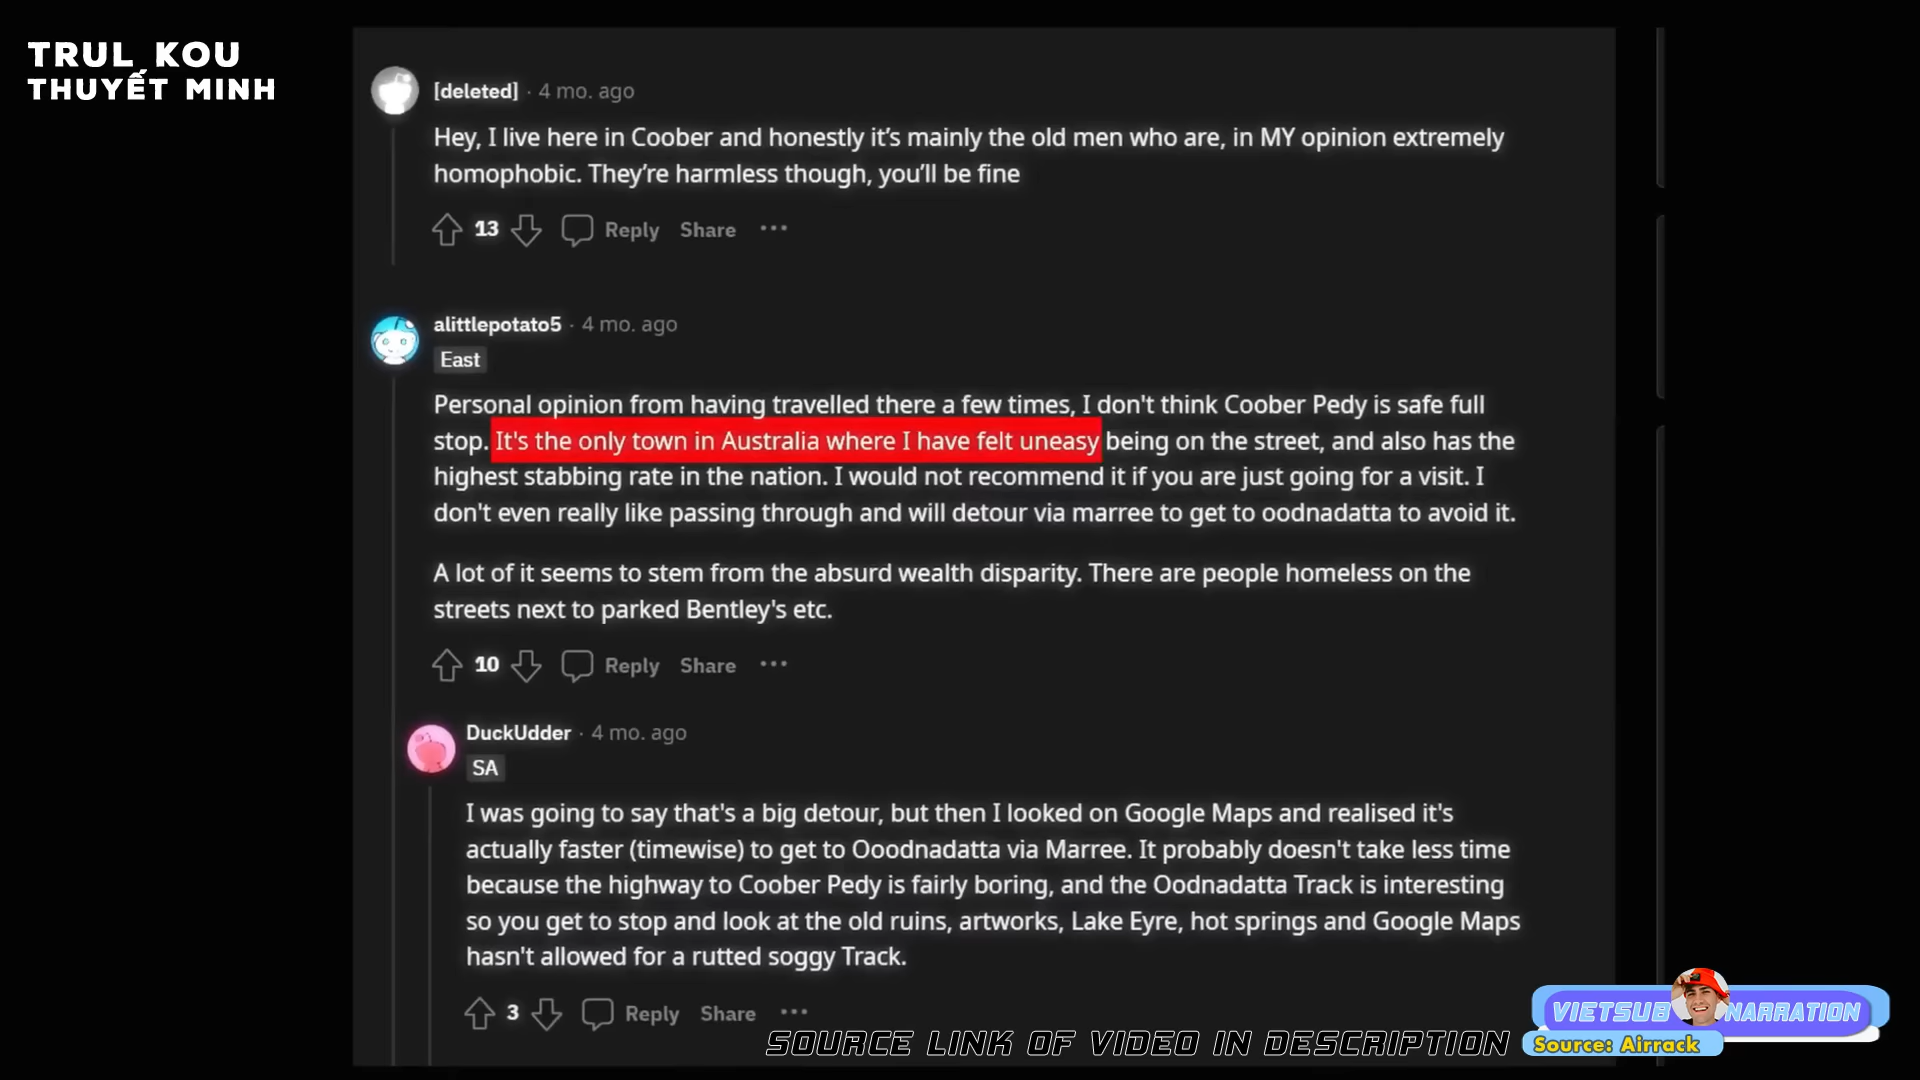 TRUL KOU
THUYẾT MINH
[deleted] · 4 mo. ago
Hey, I live here in Coober and honestly it's mainly the old men who are, in MY opinion extremely
homophobic. They're harmless though, you'll be fine
13 Reply Share ···
alittlepotato5 · 4 mo. ago
East
Personal opinion from having travelled there a few times, I don't think Coober Pedy is safe full
stop. It's the only town in Australia where I have felt uneasy being on the street, and also has the
highest stabbing rate in the nation. I would not recommend it if you are just going for a visit. I
don't even really like passing through and will detour via marree to get to oodnadatta to avoid it.
A lot of it seems to stem from the absurd wealth disparity. There are people homeless on the
streets next to parked Bentley's etc.
10 Reply Share ···
DuckUdder · 4 mo. ago
SA
I was going to say that's a big detour, but then I looked on Google Maps and realised it's
actually faster (timewise) to get to Ooodnadatta via Marree. It probably doesn't take less time
because the highway to Coober Pedy is fairly boring, and the Oodnadatta Track is interesting
so you get to stop and look at the old ruins, artworks, Lake Eyre, hot springs and Google Maps
hasn't allowed for a rutted soggy Track.
3 Reply Share ···
VIETSUB NARRATION
SOURCE LINK OF VIDEO IN DESCRIPTION
Source: Airrack